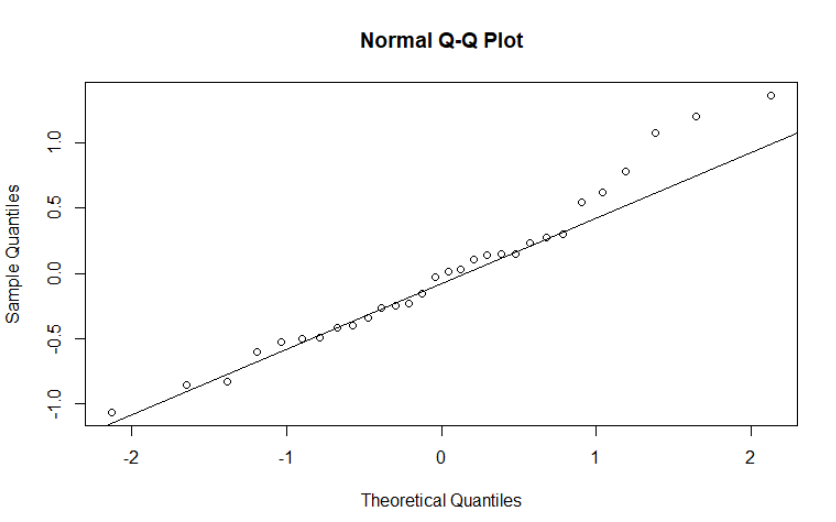 Normal Q-Q Plot
Sample Quantiles
1.0
0.5
0.0
-0.5
-1.0
-2 -1 0 1 2
Theoretical Quantiles